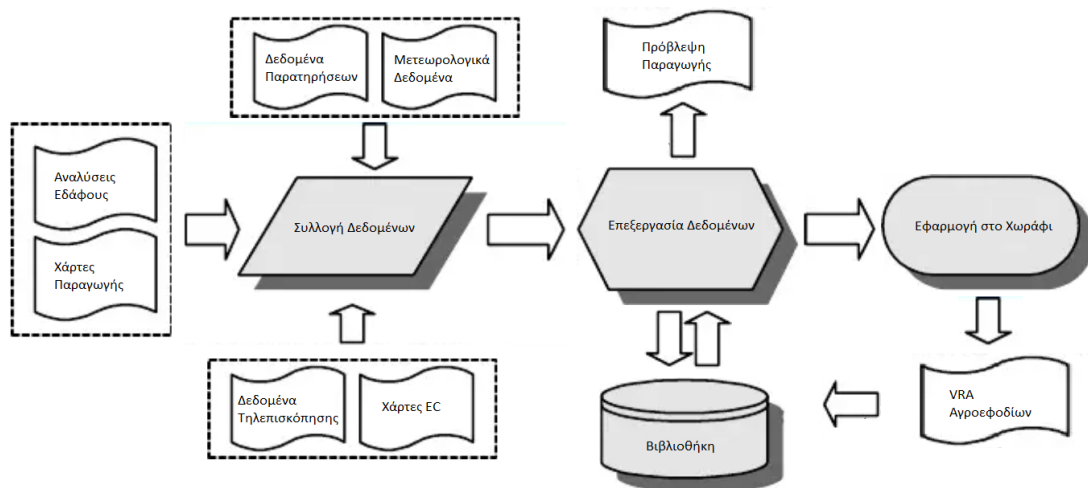 Δεδομένα
Παρατηρήσεων
Μετεωρολογικά
Δεδομένα
Πρόβλεψη
Παραγωγής
Αναλύσεις
Εδάφους
Χάρτες
Παραγωγής
Συλλογή Δεδομένων
Επεξεργασία Δεδομένων
Εφαρμογή στο Χωράφι
Δεδομένα
Τηλεπισκόπησης
Χάρτες EC
Βιβλιοθήκη
VRA
Αγροεφοδίων